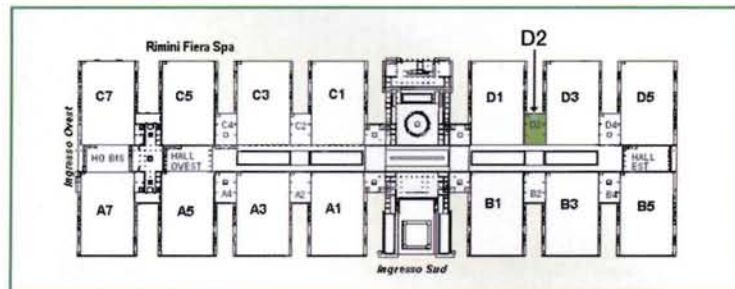 D2
Rimini Fiera Spa
C7 C5 C3 C1 D1 D3 D5
C4 C2 D2 D4
Ingresso Ovest
HO BIS HALL OVEST HALL EST
A4 A2 B2 B4
A7 A5 A3 A1 B1 B3 B5
Ingresso Sud